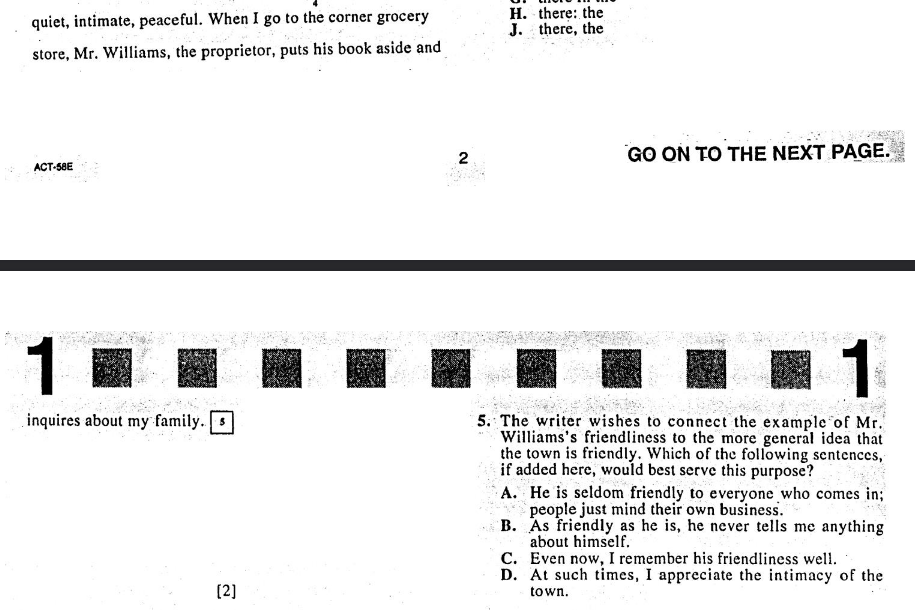 quiet, intimate, peaceful. When I go to the corner grocery
4
store, Mr. Williams, the proprietor, puts his book aside and
H. there: the
J. there, the
ACT-58E
2
GO ON TO THE NEXT PAGE.
1
1
inquires about my family. 5
5. The writer wishes to connect the example of Mr.
Williams's friendliness to the more general idea that
the town is friendly. Which of the following sentences,
if added here, would best serve this purpose?
A. He is seldom friendly to everyone who comes in;
people just mind their own business.
B. As friendly as he is, he never tells me anything
about himself.
C. Even now, I remember his friendliness well.
D. At such times, I appreciate the intimacy of the
town.
[2]